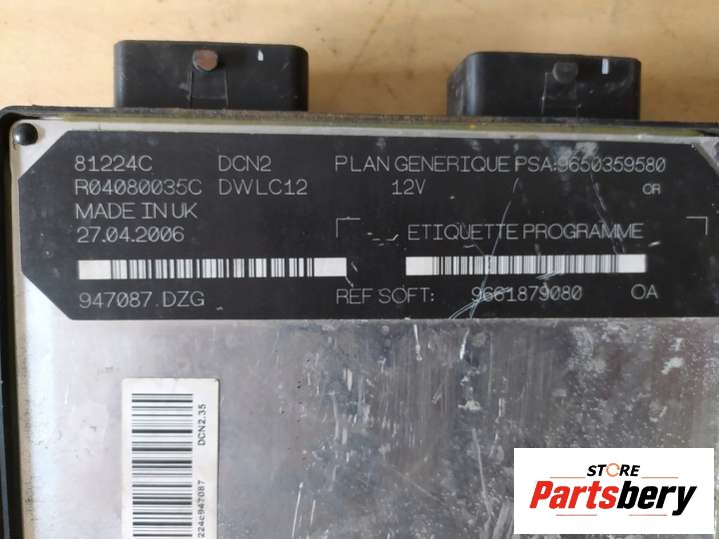 81224C DCN2 PLAN GENERIQUE PSA:9650359580
R04080035C DWLC12 12V OR
MADE IN UK
27.04.2006 ETIQUETTE PROGRAMME
947087.DZG REF SOFT: 9661879080 OA
DCN2.35
224c947087
STORE
Partsbery